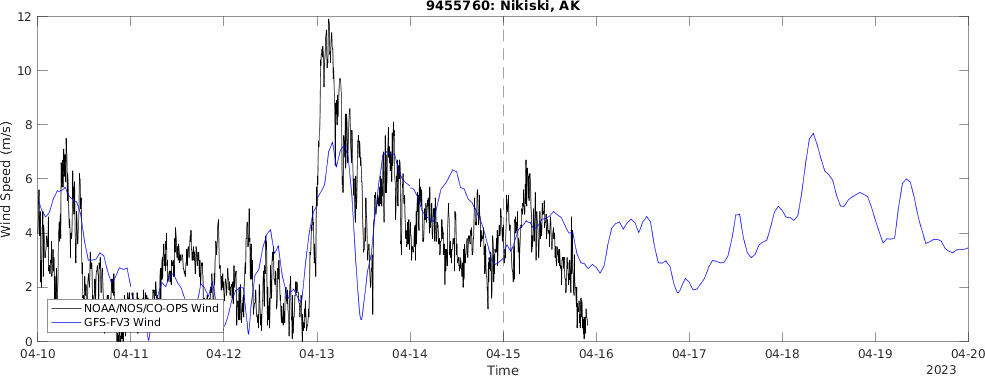 9455760: Nikiski, AK
Wind Speed (m/s)
12
10
8
6
4
2
0
NOAA/NOS/CO-OPS Wind
GFS-FV3 Wind
04-10 04-11 04-12 04-13 04-14 04-15 04-16 04-17 04-18 04-19 04-20
Time
2023